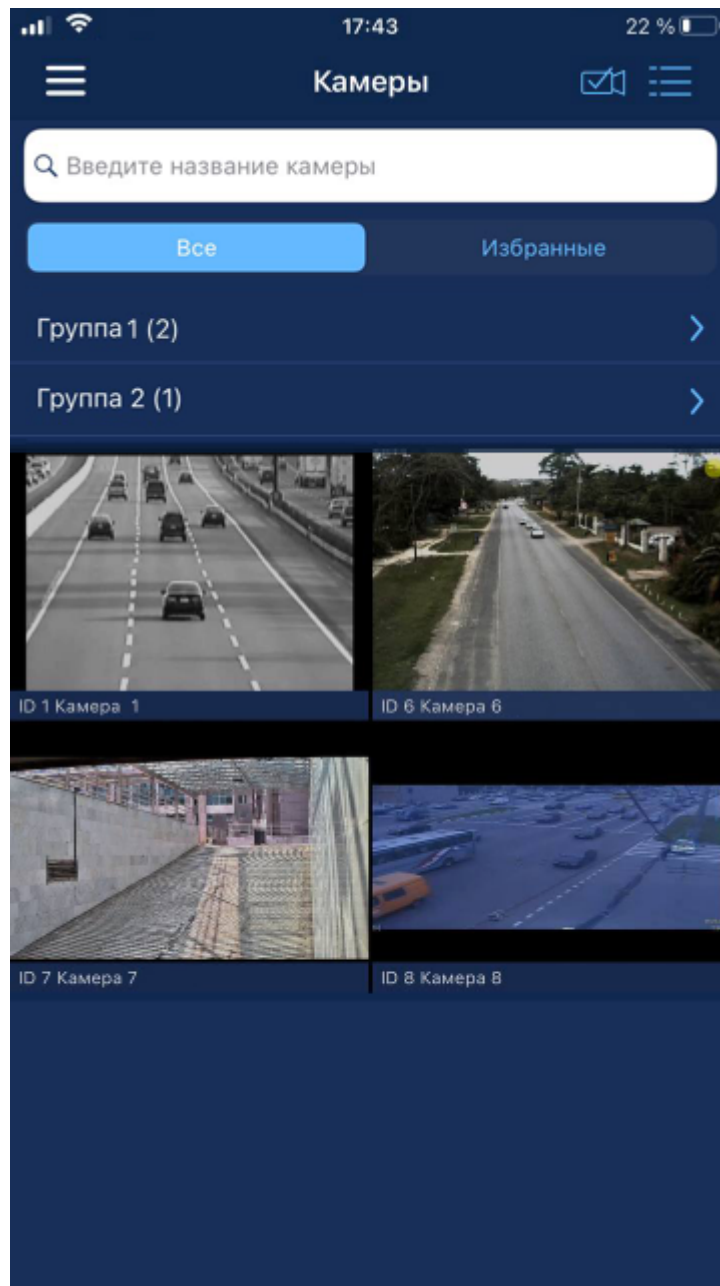 17:43 22 %
Камеры
Введите название камеры
Все Избранные
Группа 1 (2)
Группа 2 (1)
ID 1 Камера 1 ID 6 Камера 6
ID 7 Камера 7 ID 8 Камера 8